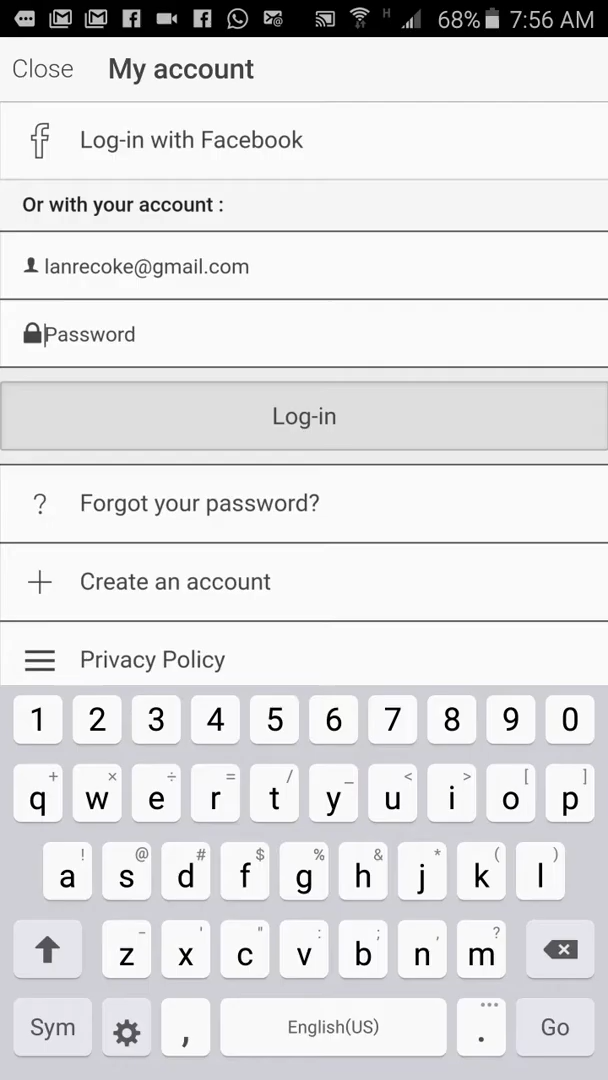 H 68% 7:56 AM
Close My account
Log-in with Facebook
Or with your account :
lanrecoke@gmail.com
Password
Log-in
? Forgot your password?
+ Create an account
Privacy Policy
1 2 3 4 5 6 7 8 9 0
+ × ÷ = / _ < > [ ]
q w e r t y u i o p
! @ # $ % & * ( )
a s d f g h j k l
- ' " : ; , ?
z x c v b n m
Sym , English(US) . Go